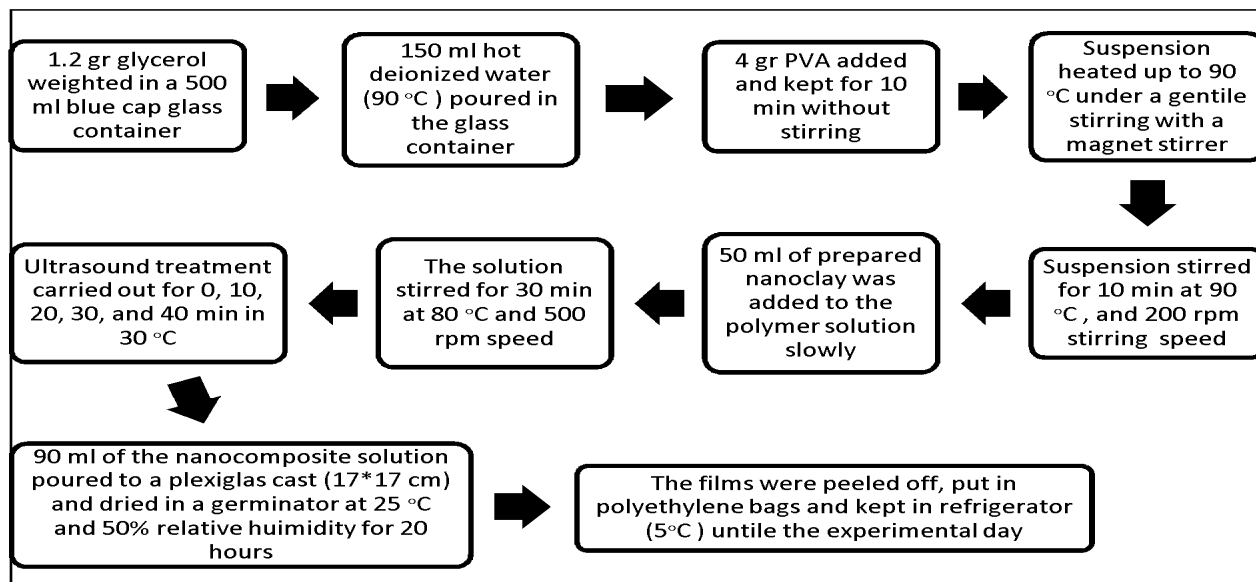 1.2 gr glycerol
weighted in a 500
ml blue cap glass
container
150 ml hot
deionized water
(90 °C ) poured in
the glass
container
4 gr PVA added
and kept for 10
min without
stirring
Suspension
heated up to 90
°C under a gentile
stirring with a
magnet stirrer
Suspension stirred
for 10 min at 90
°C , and 200 rpm
stirring speed
50 ml of prepared
nanoclay was
added to the
polymer solution
slowly
The solution
stirred for 30 min
at 80 °C and 500
rpm speed
Ultrasound treatment
carried out for 0, 10,
20, 30, and 40 min in
30 °C
90 ml of the nanocomposite solution
poured to a plexiglas cast (17*17 cm)
and dried in a germinator at 25 °C
and 50% relative huimidity for 20
hours
The films were peeled off, put in
polyethylene bags and kept in refrigerator
(5°C ) untile the experimental day